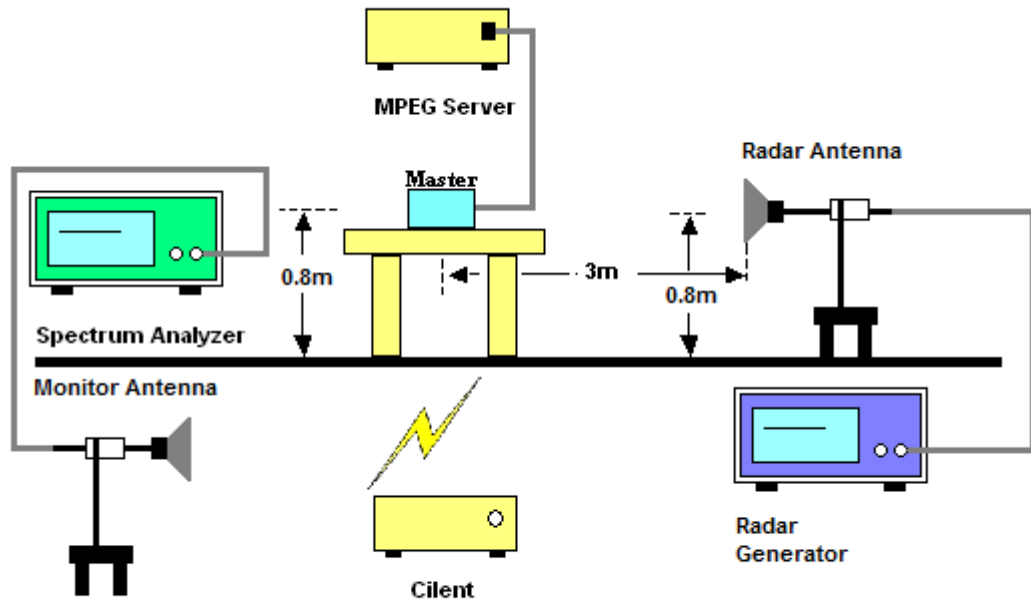 MPEG Server
Radar Antenna
Master
0.8m
3m
0.8m
Spectrum Analyzer
Monitor Antenna
Radar
Generator
Cilent